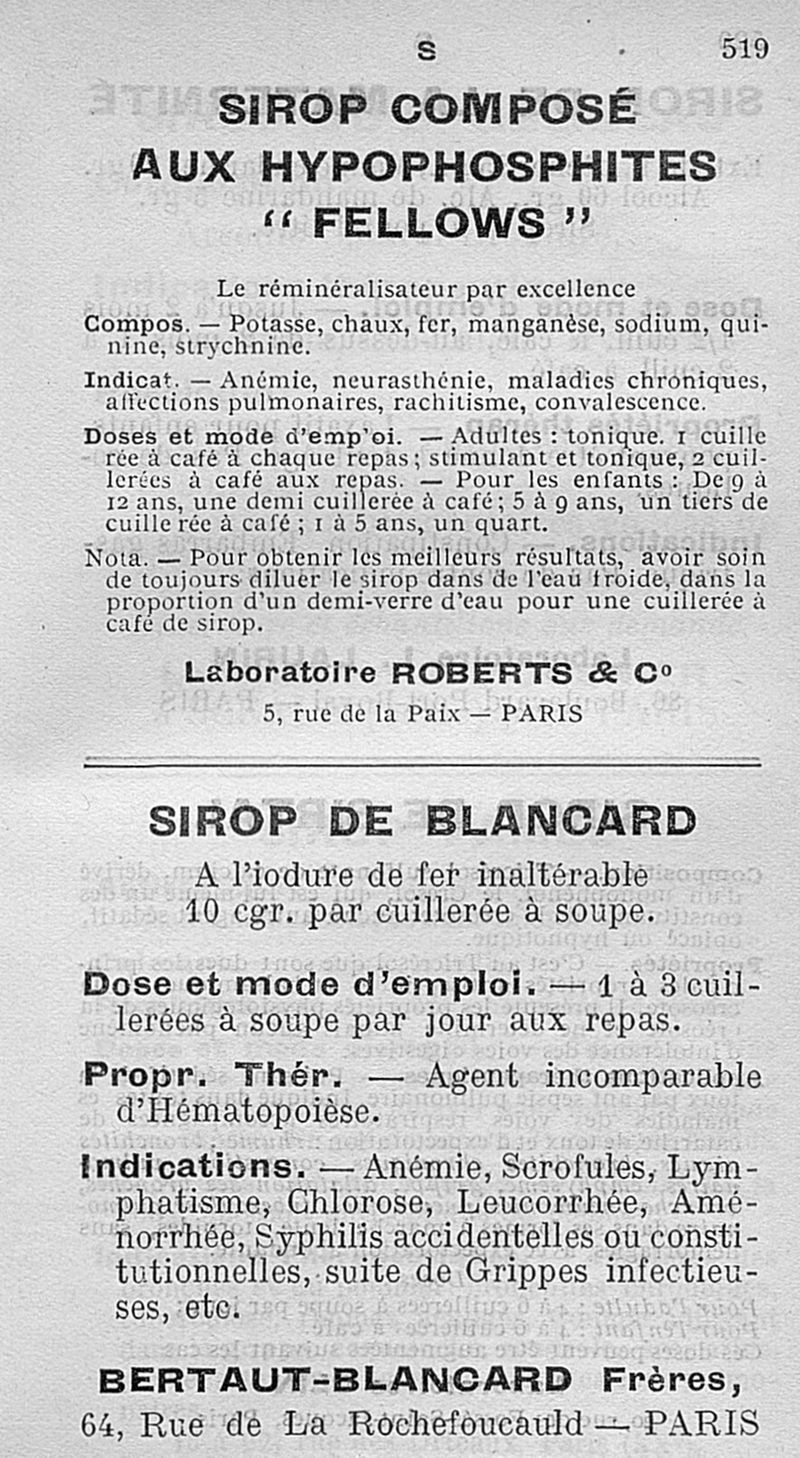 S 519
SIROP COMPOSÉ
AUX HYPOPHOSPHITES
“ FELLOWS ”
Le réminéralisateur par excellence
Compos. — Potasse, chaux, fer, manganèse, sodium, qui-
nine, strychnine.
Indicat. — Anémie, neurasthénie, maladies chroniques,
affections pulmonaires, rachitisme, convalescence.
Doses et mode d'emp'oi. — Adultes : tonique. 1 cuille
rée à café à chaque repas ; stimulant et tonique, 2 cuil-
lerées à café aux repas. — Pour les enfants : De 9 à
12 ans, une demi cuillerée à café ; 5 à 9 ans, un tiers de
cuille rée à café ; 1 à 5 ans, un quart.
Nota. — Pour obtenir les meilleurs résultats, avoir soin
de toujours diluer le sirop dans de l'eau froide, dans la
proportion d'un demi-verre d'eau pour une cuillerée à
café de sirop.
Laboratoire ROBERTS & Cº
5, rue de la Paix — PARIS
SIROP DE BLANCARD
A l'iodure de fer inaltérable
10 cgr. par cuillerée à soupe.
Dose et mode d'emploi. — 1 à 3 cuil-
lerées à soupe par jour aux repas.
Propr. Thér. — Agent incomparable
d'Hématopoièse.
Indications. — Anémie, Scrofules, Lym-
phatisme, Chlorose, Leucorrhée, Amé-
norrhée, Syphilis accidentelles ou consti-
tutionnelles, suite de Grippes infectieu-
ses, etc.
BERTAUT-BLANCARD Frères,
64, Rue de La Rochefoucauld — PARIS